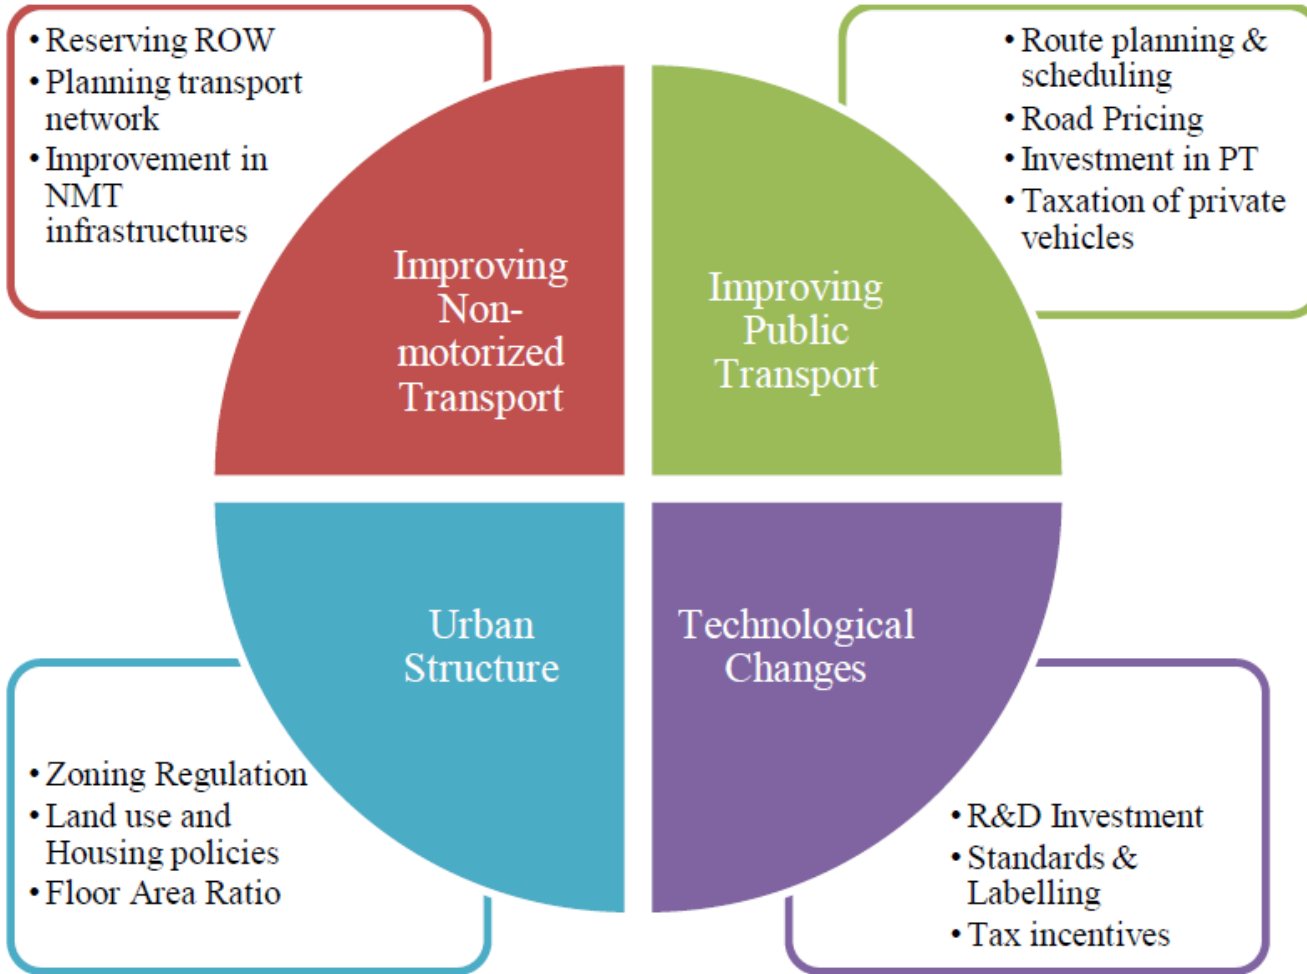 • Reserving ROW
• Planning transport
network
• Improvement in
NMT
infrastructures
• Route planning &
scheduling
• Road Pricing
• Investment in PT
• Taxation of private
vehicles
Improving
Non-
motorized
Transport
Improving
Public
Transport
Urban
Structure
Technological
Changes
• Zoning Regulation
• Land use and
Housing policies
• Floor Area Ratio
• R&D Investment
• Standards &
Labelling
• Tax incentives